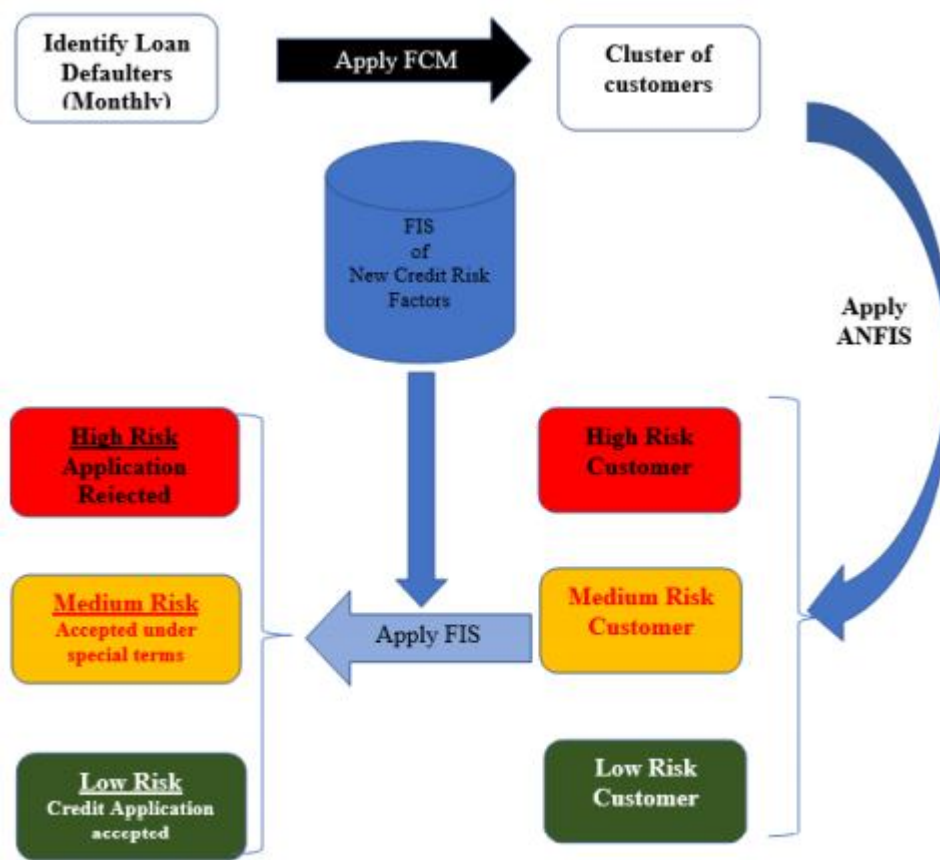 Identify Loan
Defaulters
(Monthly)
Apply FCM
Cluster of
customers
FIS
of
New Credit Risk
Factors
Apply
ANFIS
High Risk
Application
Rejected
High Risk
Customer
Medium Risk
Accepted under
special terms
Apply FIS
Medium Risk
Customer
Low Risk
Credit Application
accepted
Low Risk
Customer